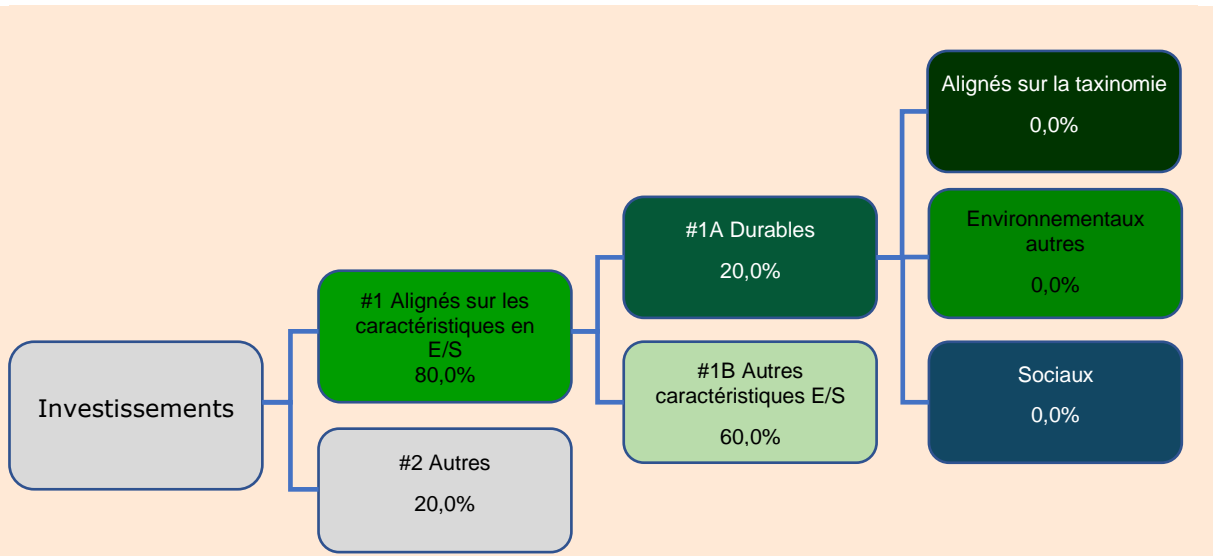 Investissements
#1 Alignés sur les
caractéristiques en
E/S
80,0%
#2 Autres
20,0%
#1A Durables
20,0%
#1B Autres
caractéristiques E/S
60,0%
Alignés sur la taxinomie
0,0%
Environnementaux
autres
0,0%
Sociaux
0,0%